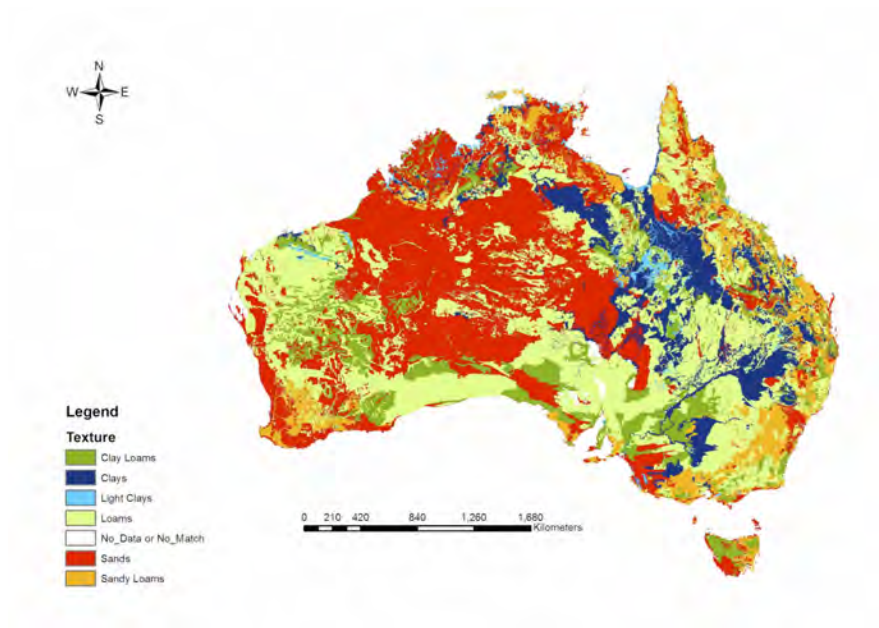 N
W E
S
Legend
Texture
Clay Loams
Clays
Light Clays
Loams
No_Data or No_Match
Sands
Sandy Loams
0 210 420 840 1,260 1,680
Kilometers